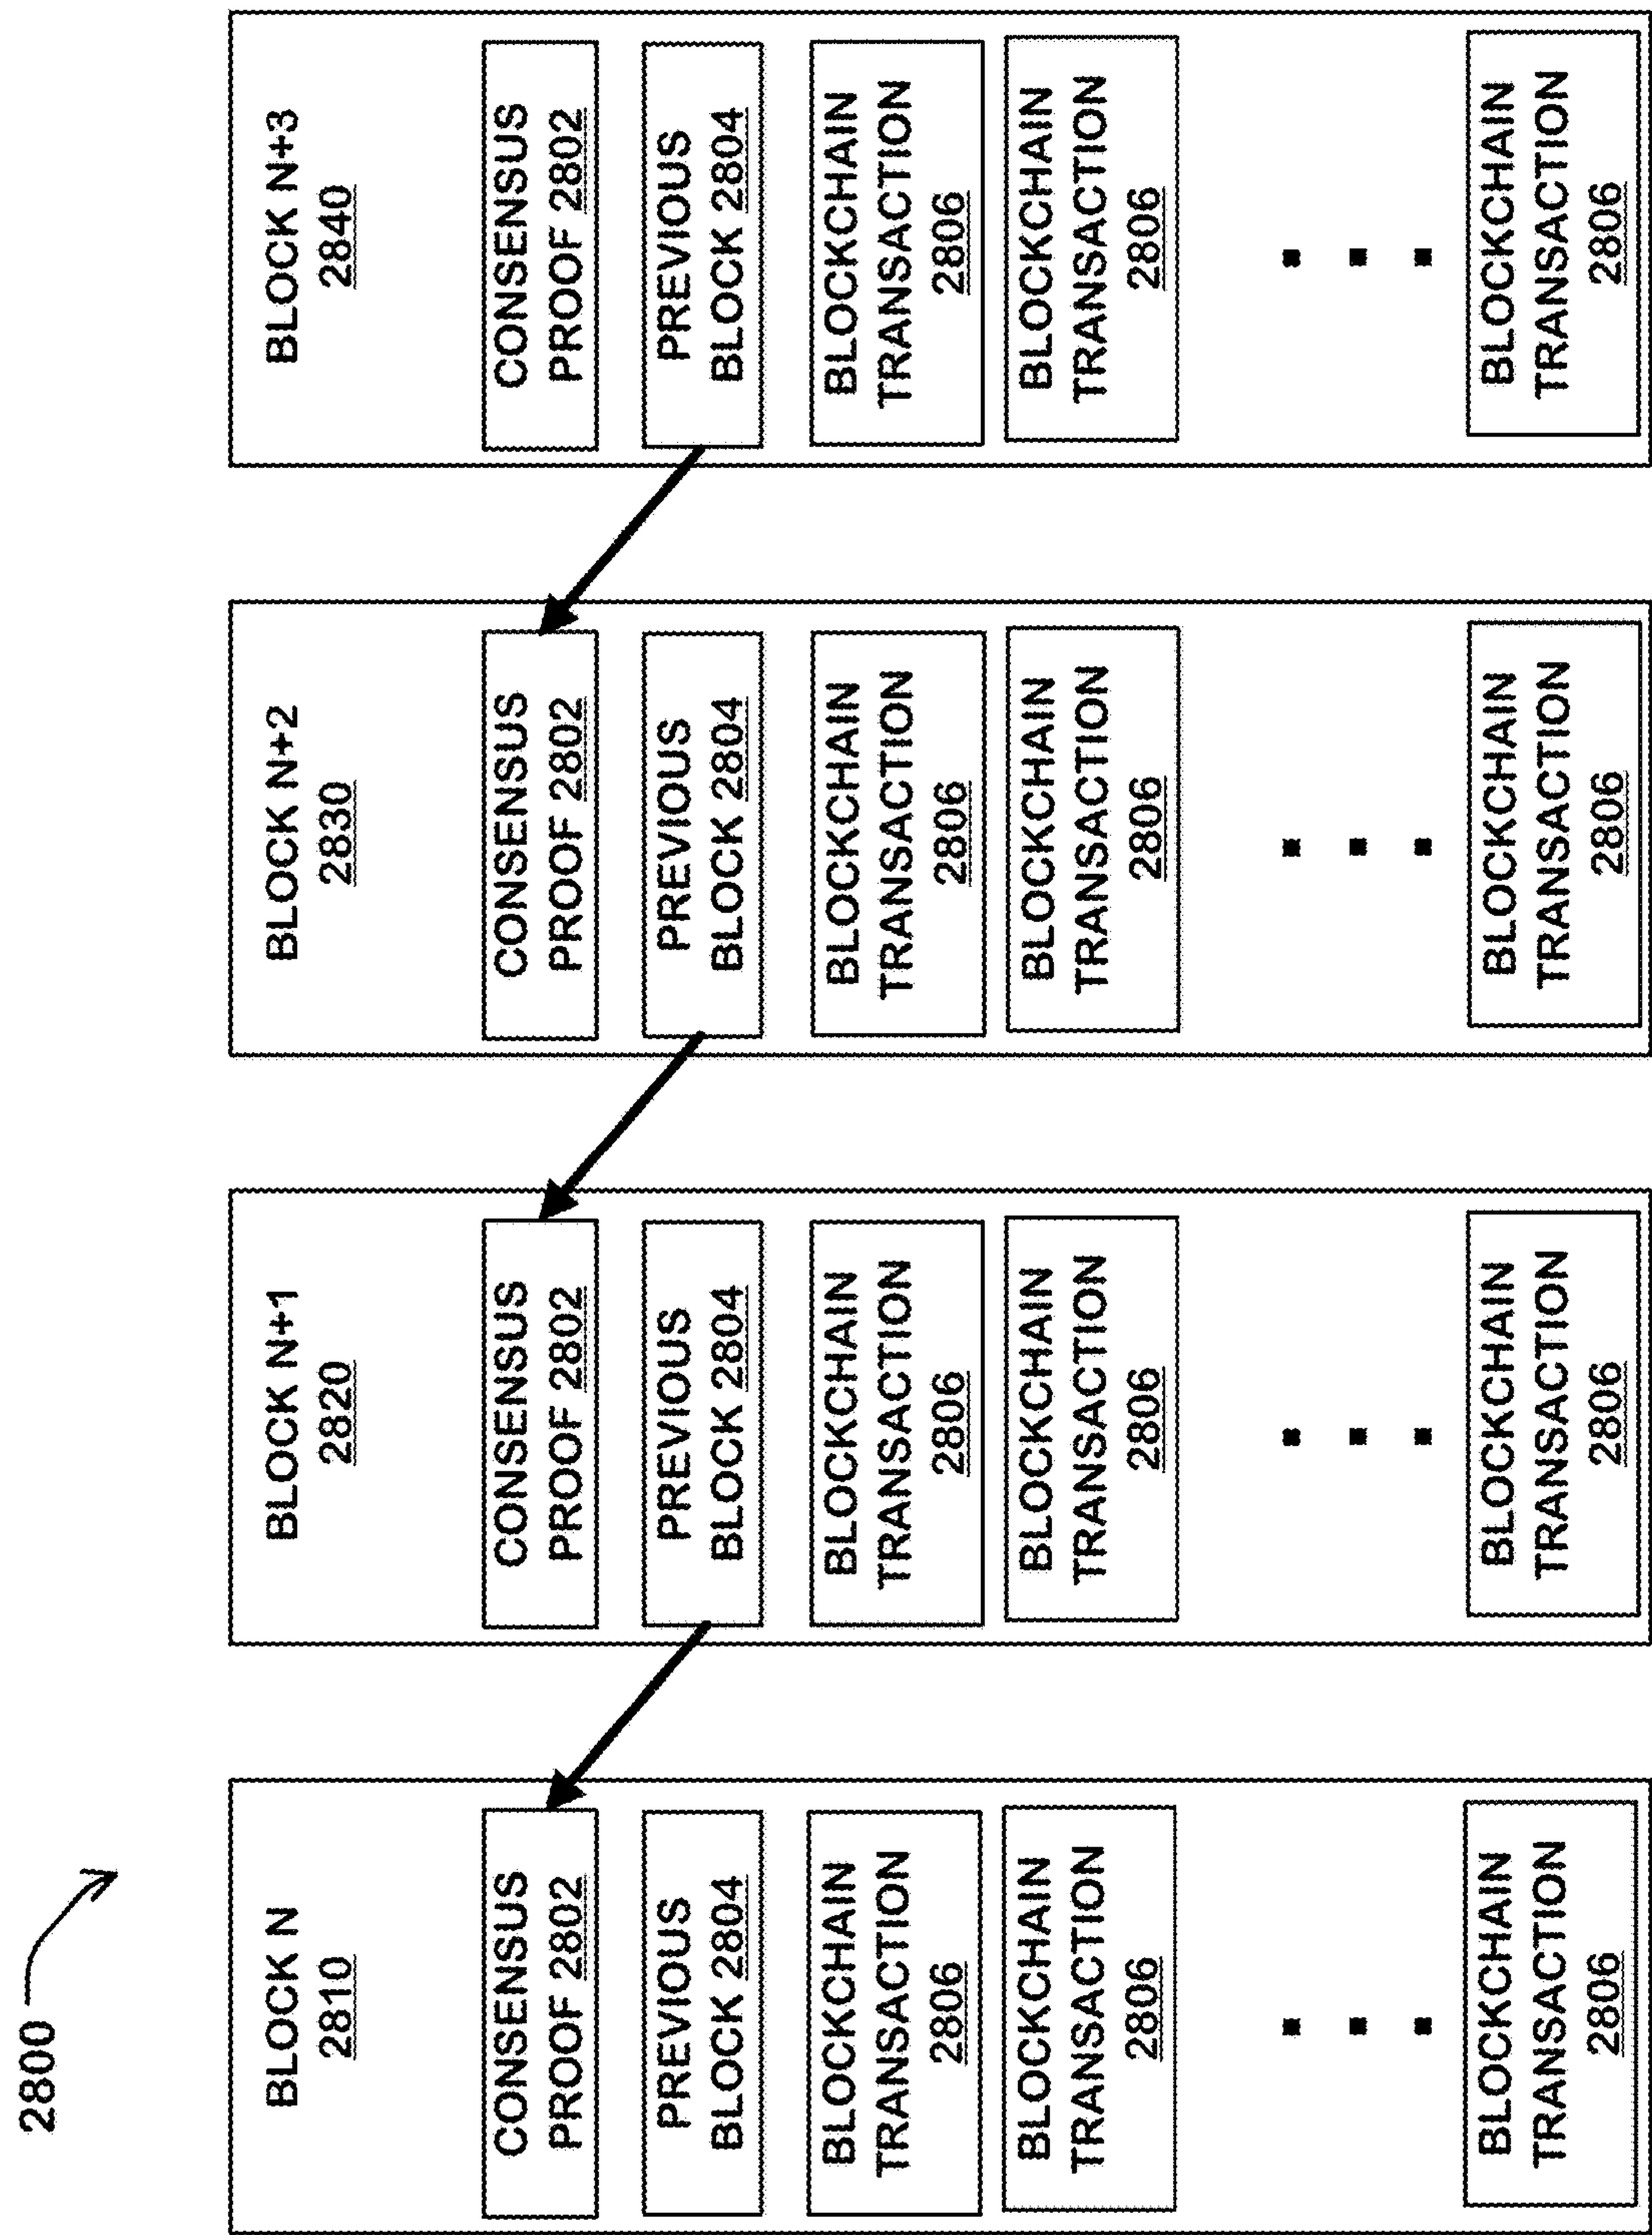 2800
BLOCK N
2810
CONSENSUS
PROOF 2802
PREVIOUS
BLOCK 2804
BLOCKCHAIN
TRANSACTION
2806
BLOCKCHAIN
TRANSACTION
2806
BLOCKCHAIN
TRANSACTION
2806
BLOCK N+1
2820
CONSENSUS
PROOF 2802
PREVIOUS
BLOCK 2804
BLOCKCHAIN
TRANSACTION
2806
BLOCKCHAIN
TRANSACTION
2806
BLOCKCHAIN
TRANSACTION
2806
BLOCK N+2
2830
CONSENSUS
PROOF 2802
PREVIOUS
BLOCK 2804
BLOCKCHAIN
TRANSACTION
2806
BLOCKCHAIN
TRANSACTION
2806
BLOCKCHAIN
TRANSACTION
2806
BLOCK N+3
2840
CONSENSUS
PROOF 2802
PREVIOUS
BLOCK 2804
BLOCKCHAIN
TRANSACTION
2806
BLOCKCHAIN
TRANSACTION
2806
BLOCKCHAIN
TRANSACTION
2806